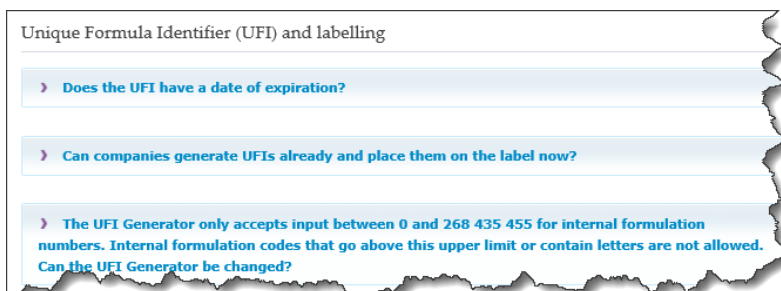 Unique Formula Identifier (UFI) and labelling
Does the UFI have a date of expiration?
Can companies generate UFIs already and place them on the label now?
The UFI Generator only accepts input between 0 and 268 435 455 for internal formulation
numbers. Internal formulation codes that go above this upper limit or contain letters are not allowed.
Can the UFI Generator be changed?